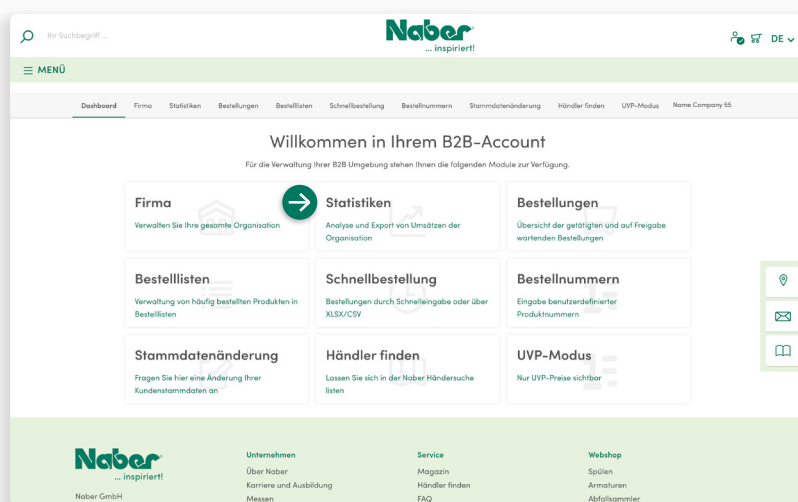 Ihr Suchbegriff ...
Naber
... inspiriert!
DE
MENÜ
Dashboard Firma Statistiken Bestellungen Bestelllisten Schnellbestellung Bestellnummern Stammdatenänderung Händler finden UVP-Modus Name Company 55
Willkommen in Ihrem B2B-Account
Für die Verwaltung Ihrer B2B Umgebung stehen Ihnen die folgenden Module zur Verfügung.
Firma
Verwalten Sie Ihre gesamte Organisation
Statistiken
Analyse und Export von Umsätzen der
Organisation
Bestellungen
Übersicht der getätigten und auf Freigabe
wartenden Bestellungen
Bestelllisten
Verwaltung von häufig bestellten Produkten in
Bestelllisten
Schnellbestellung
Bestellungen durch Schnelleingabe oder über
XLSX/CSV
Bestellnummern
Eingabe benutzerdefinierter
Produktnummern
Stammdatenänderung
Fragen Sie hier eine Änderung Ihrer
Kundenstammdaten an
Händler finden
Lassen Sie sich in der Naber Händersuche
listen
UVP-Modus
Nur UVP-Preise sichtbar
Naber
... inspiriert!
Naber GmbH
Unternehmen
Über Naber
Karriere und Ausbildung
Messen
Service
Magazin
Händler finden
FAQ
Webshop
Spülen
Armaturen
Abfallsammler